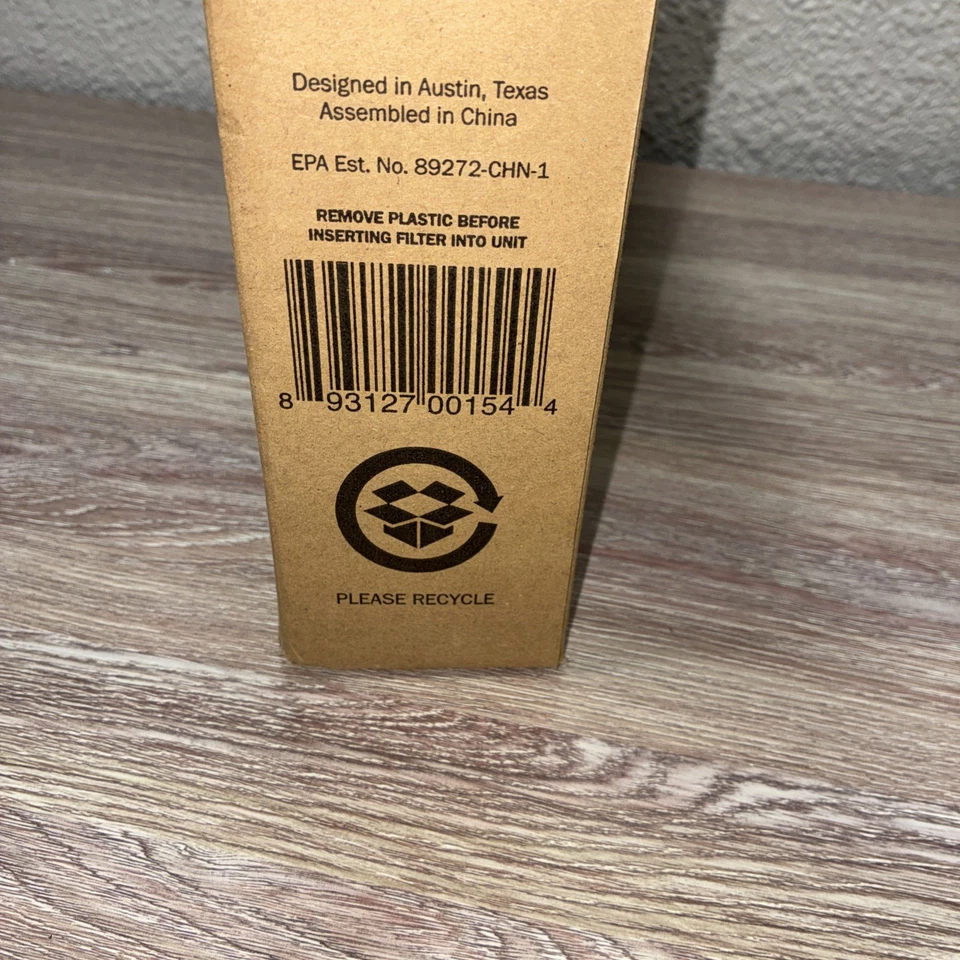 Designed in Austin, Texas
Assembled in China
EPA Est. No. 89272-CHN-1
REMOVE PLASTIC BEFORE
INSERTING FILTER INTO UNIT
8 93127 00154 4
PLEASE RECYCLE